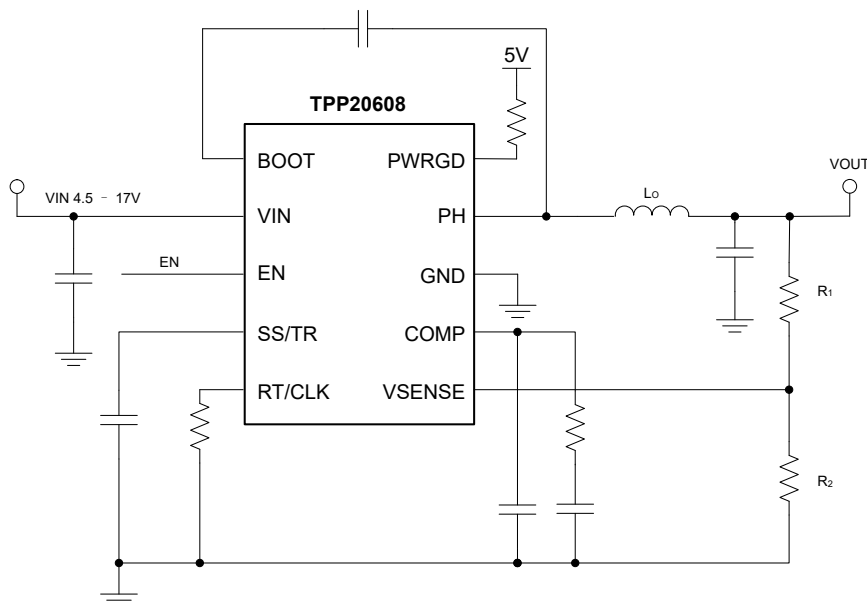 5V
TPP20608
BOOT PWRGD
VOUT
VIN 4.5 - 17V
LO
VIN PH
EN
EN GND
R1
SS/TR COMP
RT/CLK VSENSE
R2